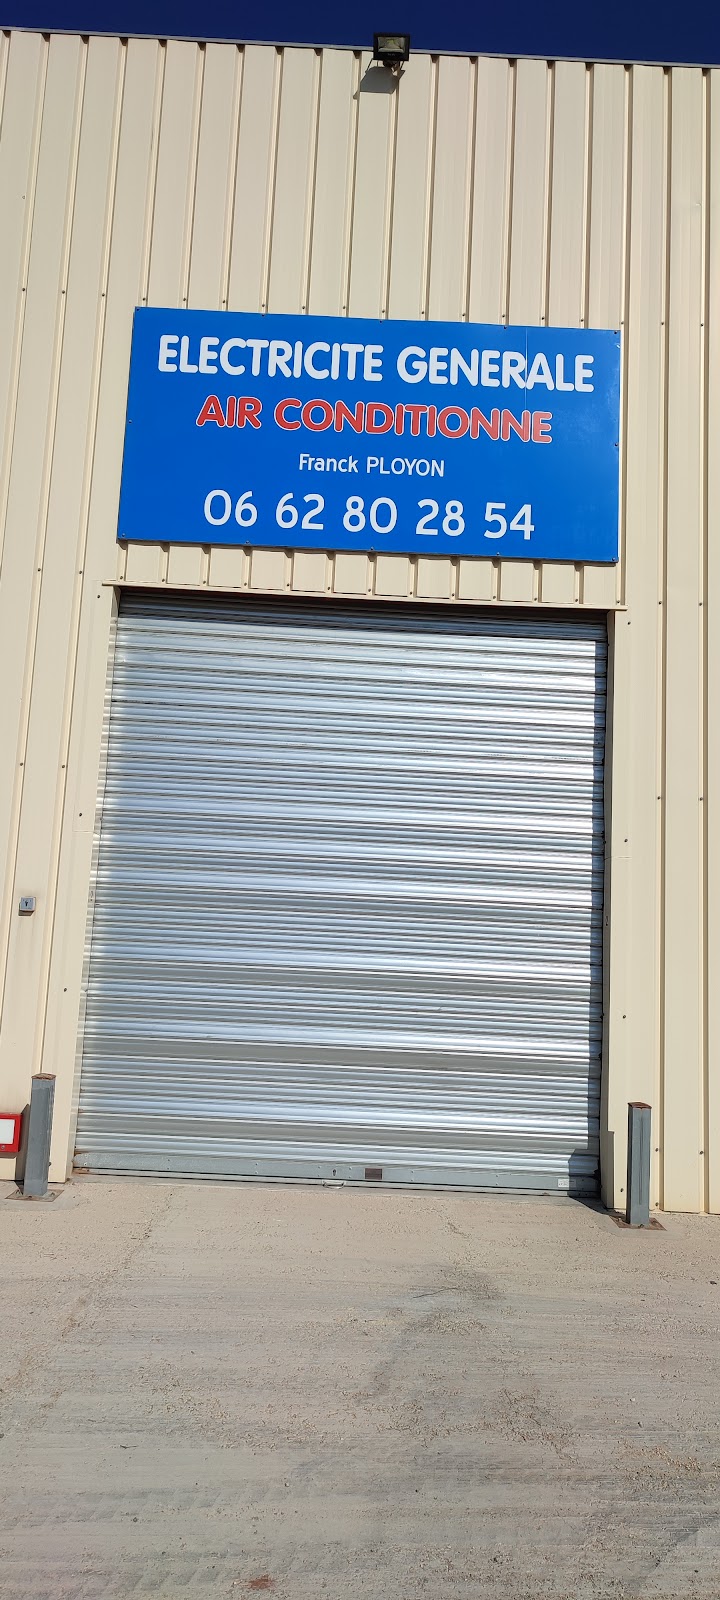 ELECTRICITE GENERALE
AIR CONDITIONNE
Franck PLOYON
06 62 80 28 54